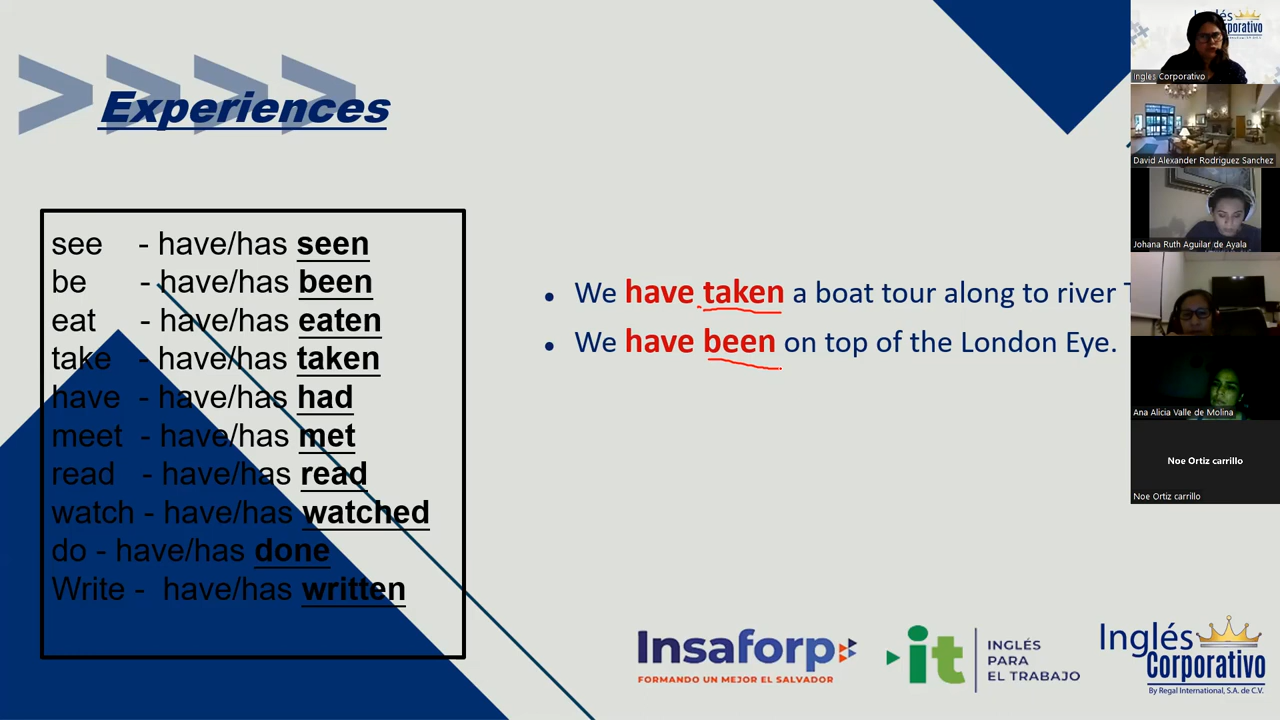 Experiences
see - have/has seen
be - have/has been
eat - have/has eaten
take - have/has taken
have - have/has had
meet - have/has met
read - have/has read
watch - have/has watched
do - have/has done
Write - have/has written
• We have taken a boat tour along to river
• We have been on top of the London Eye.
Insaforp
FORMANDO UN MEJOR EL SALVADOR
it
INGLÉS
PARA
EL TRABAJO
Inglés
Corporativo
By Regal International, S.A. de C.V.
Inglés Corporativo
David Alexander Rodriguez Sanchez
Johana Ruth Aguilar de Ayala
Ana Alicia Valle de Molina
Noe Ortiz carrillo
Noe Ortiz carrillo